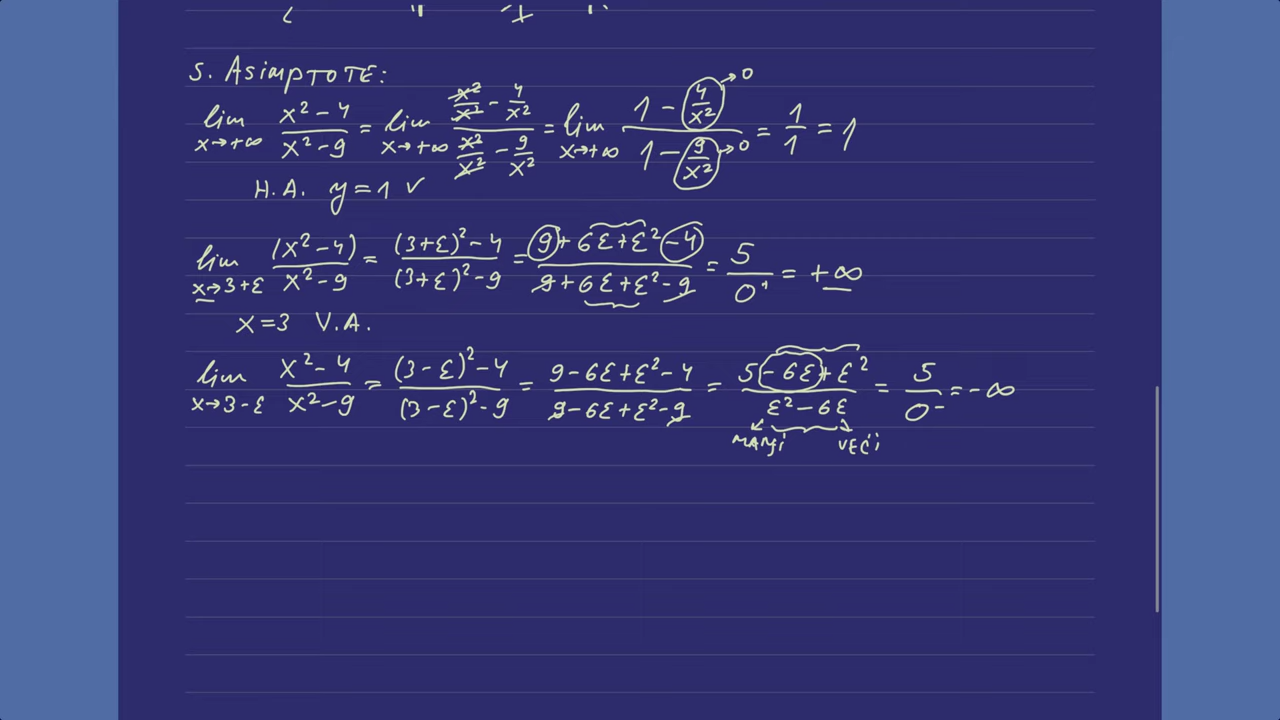 5. Asimptote:
lim x→+∞ (x²-4)/(x²-9) = lim x→+∞ (x²/x² - 4/x²)/(x²/x² - 9/x²) = lim x→+∞ (1 - 4/x² →0)/(1 - 9/x² →0) = 1/1 = 1
H.A. y=1 ✓
lim x→3+ε (x²-4)/(x²-9) = ((3+ε)²-4)/((3+ε)²-9) = (9+6ε+ε²-4)/(9+6ε+ε²-9) = 5/0⁺ = +∞
x=3 V.A.
lim x→3-ε (x²-4)/(x²-9) = ((3-ε)²-4)/((3-ε)²-9) = (9-6ε+ε²-4)/(9-6ε+ε²-9) = (5-6ε+ε²)/(ε²-6ε) = 5/0⁻ = -∞
MANJI VEĆI